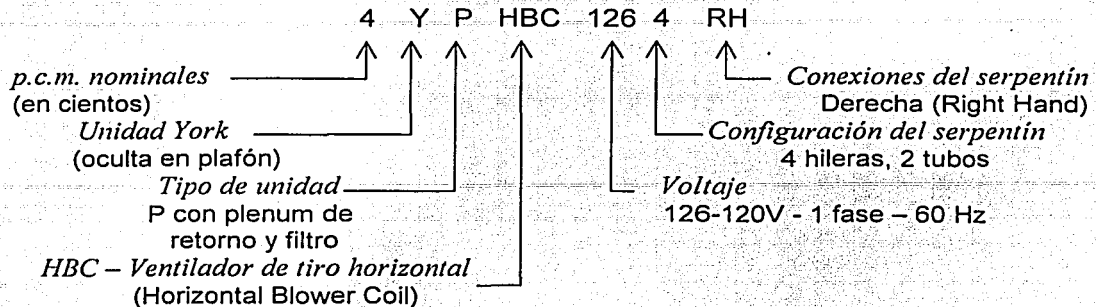 4 Y P HBC 126 4 RH
p.c.m. nominales
(en cientos)
Unidad York
(oculta en plafón)
Tipo de unidad
P con plenum de
retorno y filtro
HBC – Ventilador de tiro horizontal
(Horizontal Blower Coil)
Conexiones del serpentín
Derecha (Right Hand)
Configuración del serpentín
4 hileras, 2 tubos
Voltaje
126-120V - 1 fase – 60 Hz